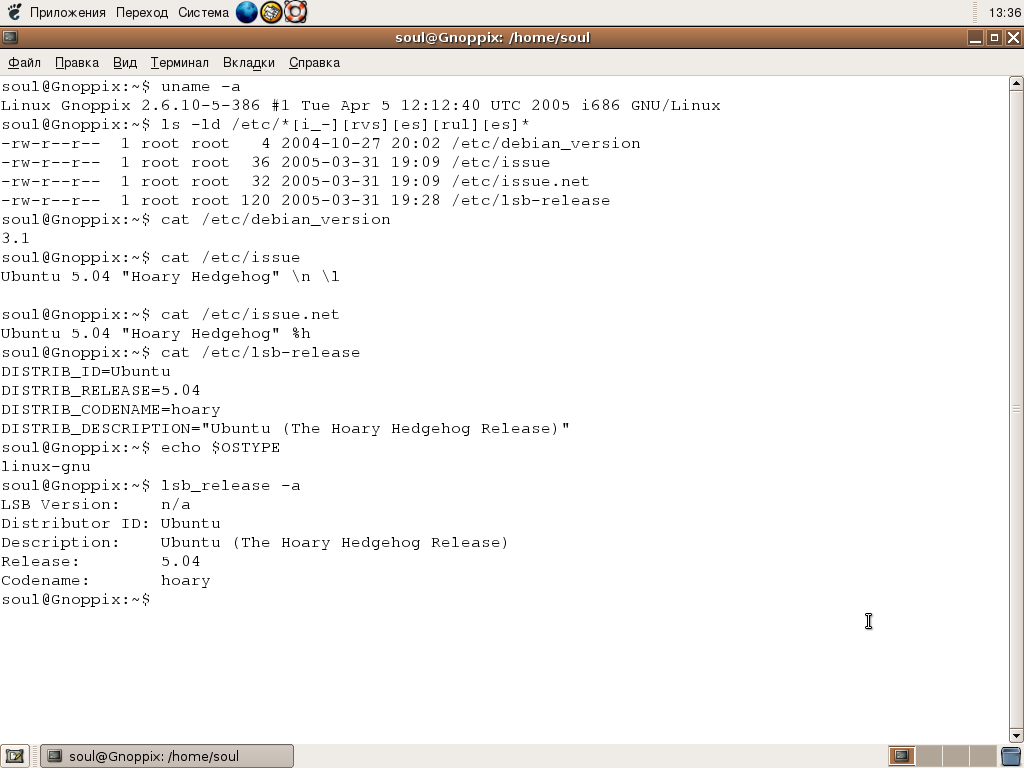 Приложения Переход Система 13:36
soul@Gnoppix: /home/soul
Файл Правка Вид Терминал Вкладки Справка
soul@Gnoppix:~$ uname -a
Linux Gnoppix 2.6.10-5-386 #1 Tue Apr 5 12:12:40 UTC 2005 i686 GNU/Linux
soul@Gnoppix:~$ ls -ld /etc/*[i_-][rvs][es][rul][es]*
-rw-r--r--  1 root root   4 2004-10-27 20:02 /etc/debian_version
-rw-r--r--  1 root root  36 2005-03-31 19:09 /etc/issue
-rw-r--r--  1 root root  32 2005-03-31 19:09 /etc/issue.net
-rw-r--r--  1 root root 120 2005-03-31 19:28 /etc/lsb-release
soul@Gnoppix:~$ cat /etc/debian_version
3.1
soul@Gnoppix:~$ cat /etc/issue
Ubuntu 5.04 "Hoary Hedgehog" \n \l
soul@Gnoppix:~$ cat /etc/issue.net
Ubuntu 5.04 "Hoary Hedgehog" %h
soul@Gnoppix:~$ cat /etc/lsb-release
DISTRIB_ID=Ubuntu
DISTRIB_RELEASE=5.04
DISTRIB_CODENAME=hoary
DISTRIB_DESCRIPTION="Ubuntu (The Hoary Hedgehog Release)"
soul@Gnoppix:~$ echo $OSTYPE
linux-gnu
soul@Gnoppix:~$ lsb_release -a
LSB Version:    n/a
Distributor ID: Ubuntu
Description:    Ubuntu (The Hoary Hedgehog Release)
Release:        5.04
Codename:       hoary
soul@Gnoppix:~$
soul@Gnoppix: /home/soul